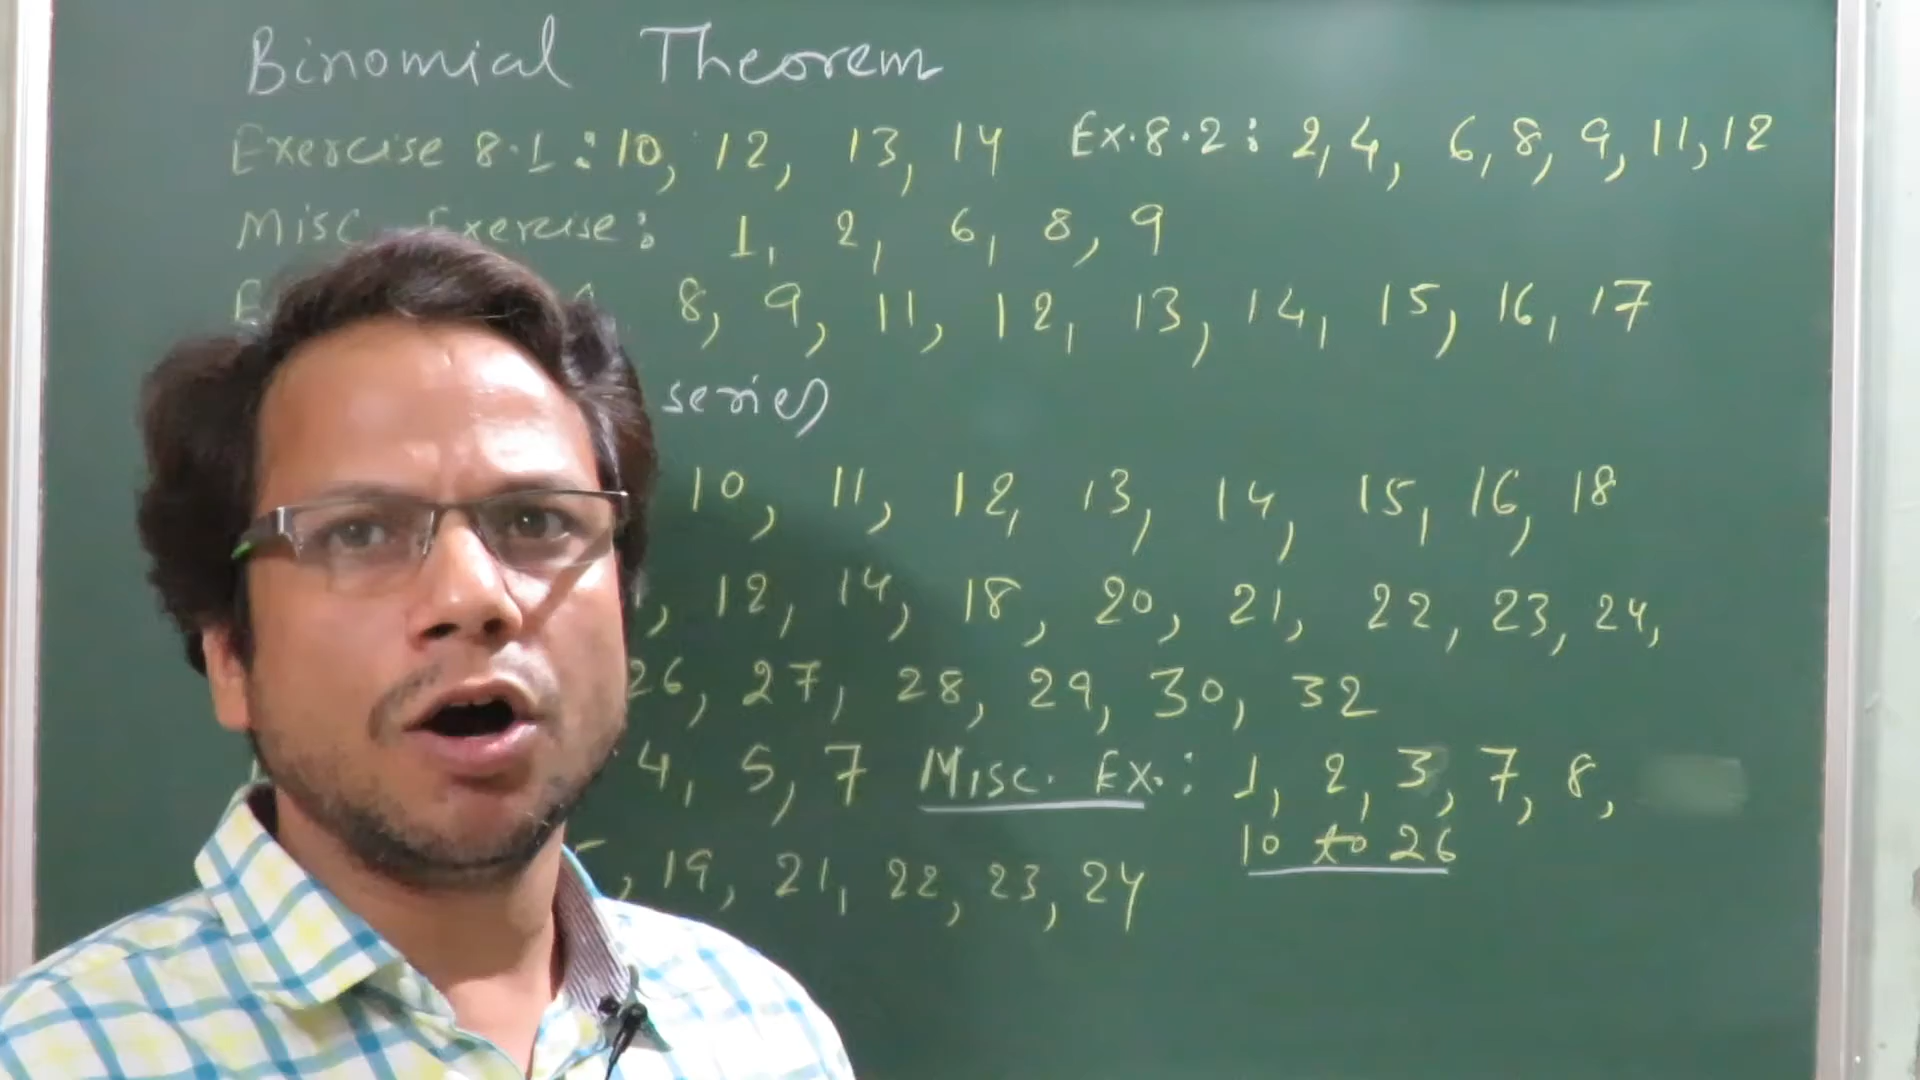 Binomial Theorem
Exercise 8.1 : 10, 12, 13, 14 Ex.8.2 : 2,4, 6,8, 9, 11, 12
Misc. Exercise: 1, 2, 6, 8, 9
8, 9, 11, 12, 13, 14, 15, 16, 17
series
10, 11, 12, 13, 14, 15, 16, 18
, 12, 14, 18, 20, 21, 22, 23, 24,
26, 27, 28, 29, 30, 32
4, 5, 7 Misc. Ex. : 1, 2, 3, 7, 8,
10 to 26
, 19, 21, 22, 23, 24